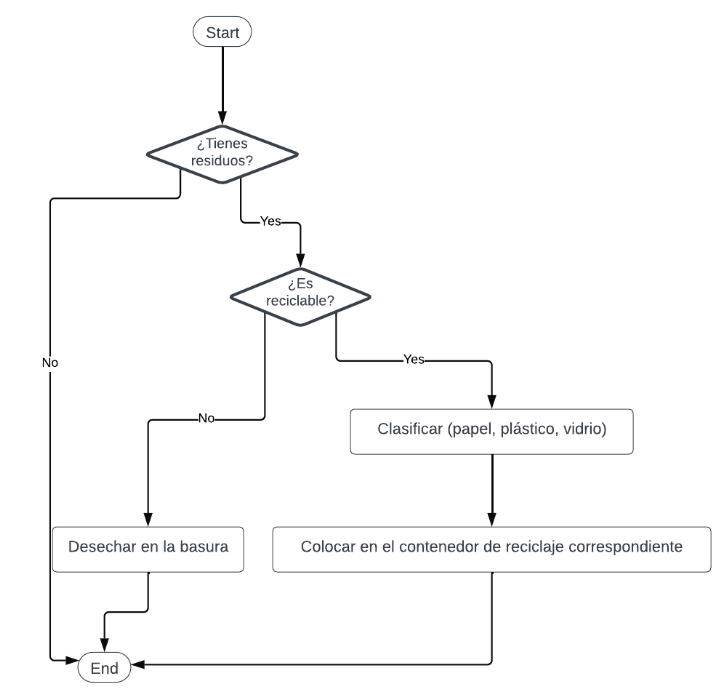 Start
¿Tienes
residuos?
Yes
¿Es
reciclable?
No
Yes
No
Clasificar (papel, plástico, vidrio)
Desechar en la basura
Colocar en el contenedor de reciclaje correspondiente
End